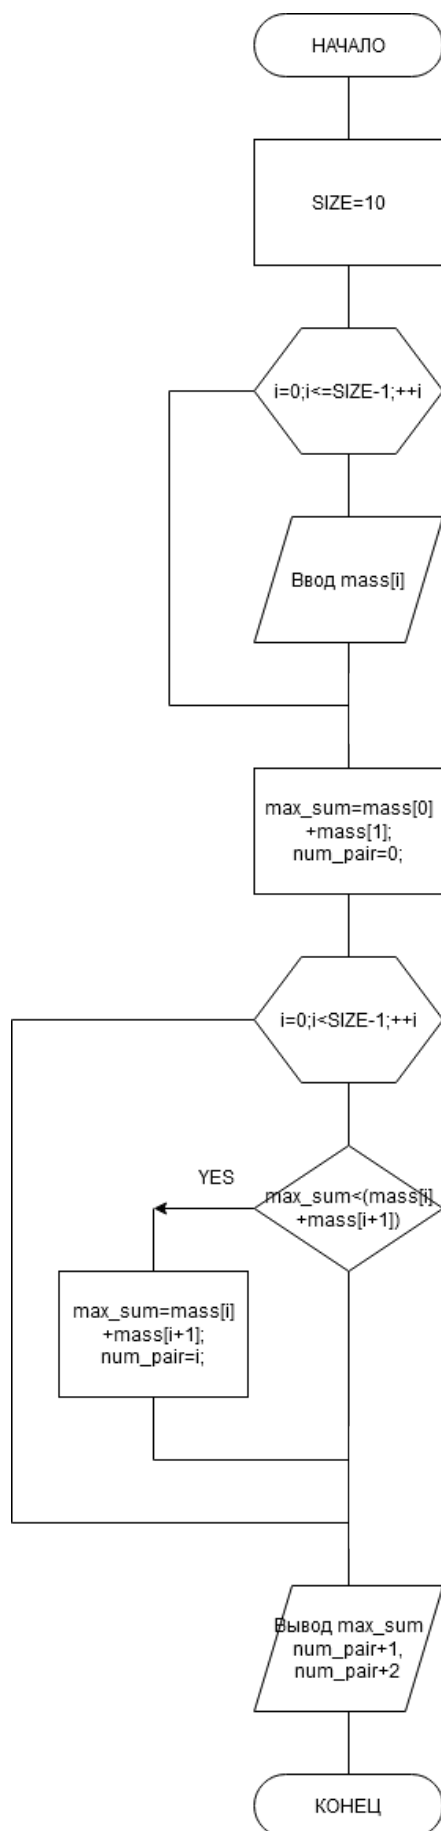 НАЧАЛО
SIZE=10
i=0;i<=SIZE-1;++i
Ввод mass[i]
max_sum=mass[0]
+mass[1];
num_pair=0;
i=0;i<SIZE-1;++i
YES
max_sum<(mass[i]
+mass[i+1])
max_sum=mass[i]
+mass[i+1];
num_pair=i;
Вывод max_sum
num_pair+1,
num_pair+2
КОНЕЦ